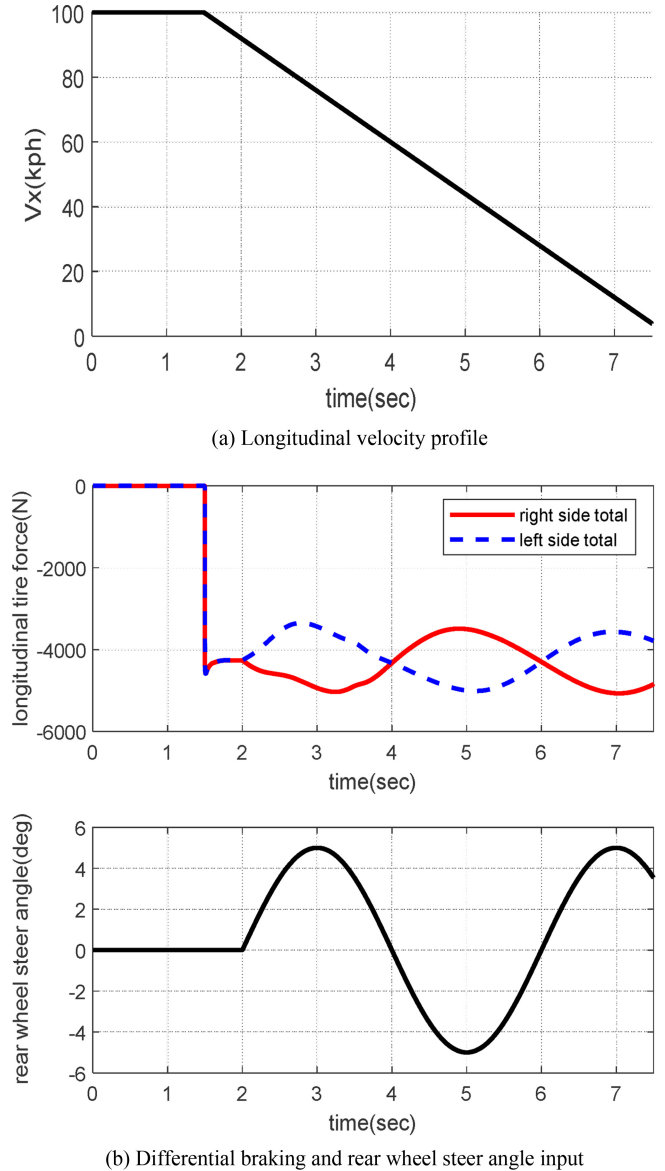 100
80
60
40
20
0
Vx(kph)
0 1 2 3 4 5 6 7
time(sec)
(a) Longitudinal velocity profile
0
-2000
-4000
-6000
longitudinal tire force(N)
right side total
left side total
0 1 2 3 4 5 6 7
time(sec)
6
4
2
0
-2
-4
-6
rear wheel steer angle(deg)
0 1 2 3 4 5 6 7
time(sec)
(b) Differential braking and rear wheel steer angle input